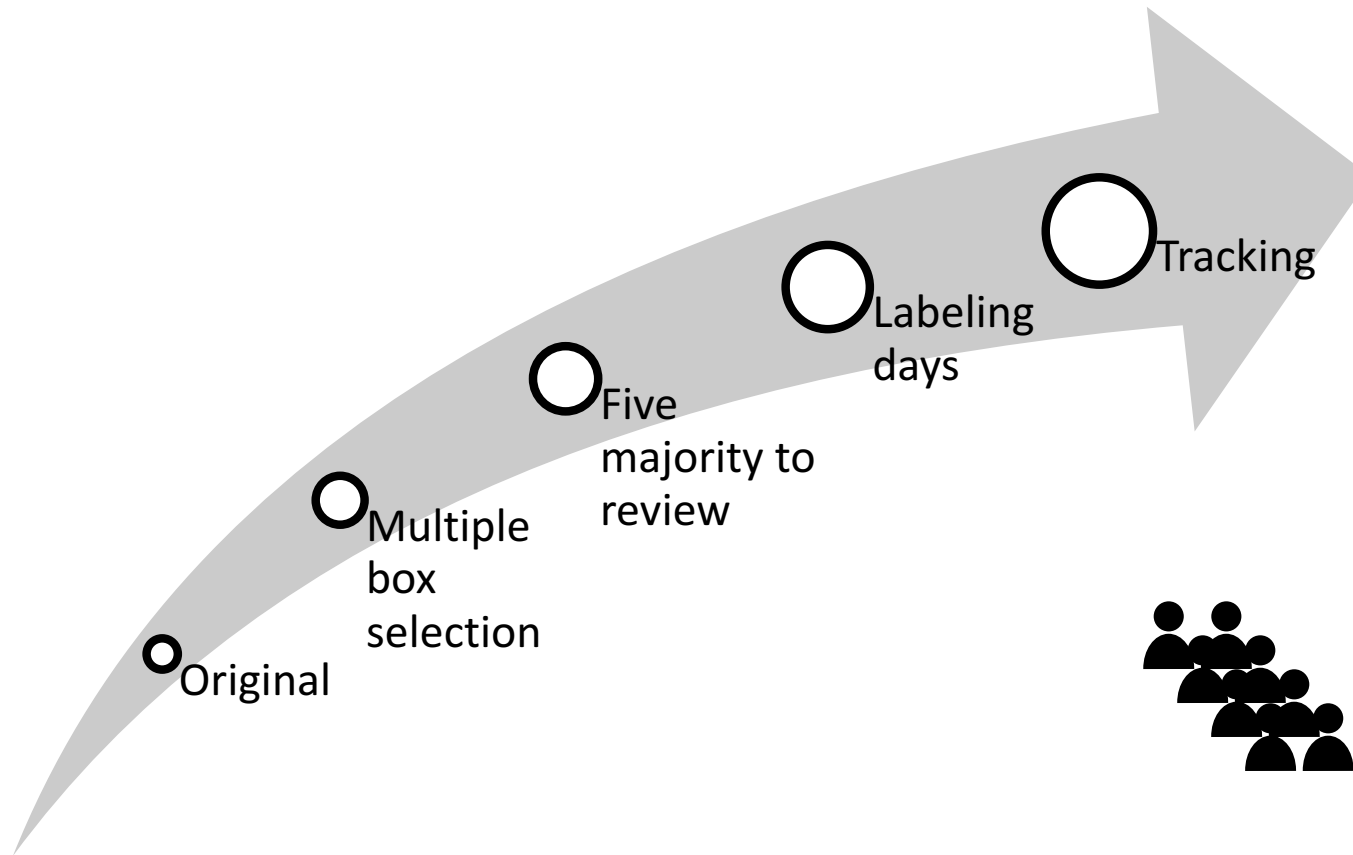 Original
Multiple
box
selection
Five
majority to
review
Labeling
days
Tracking